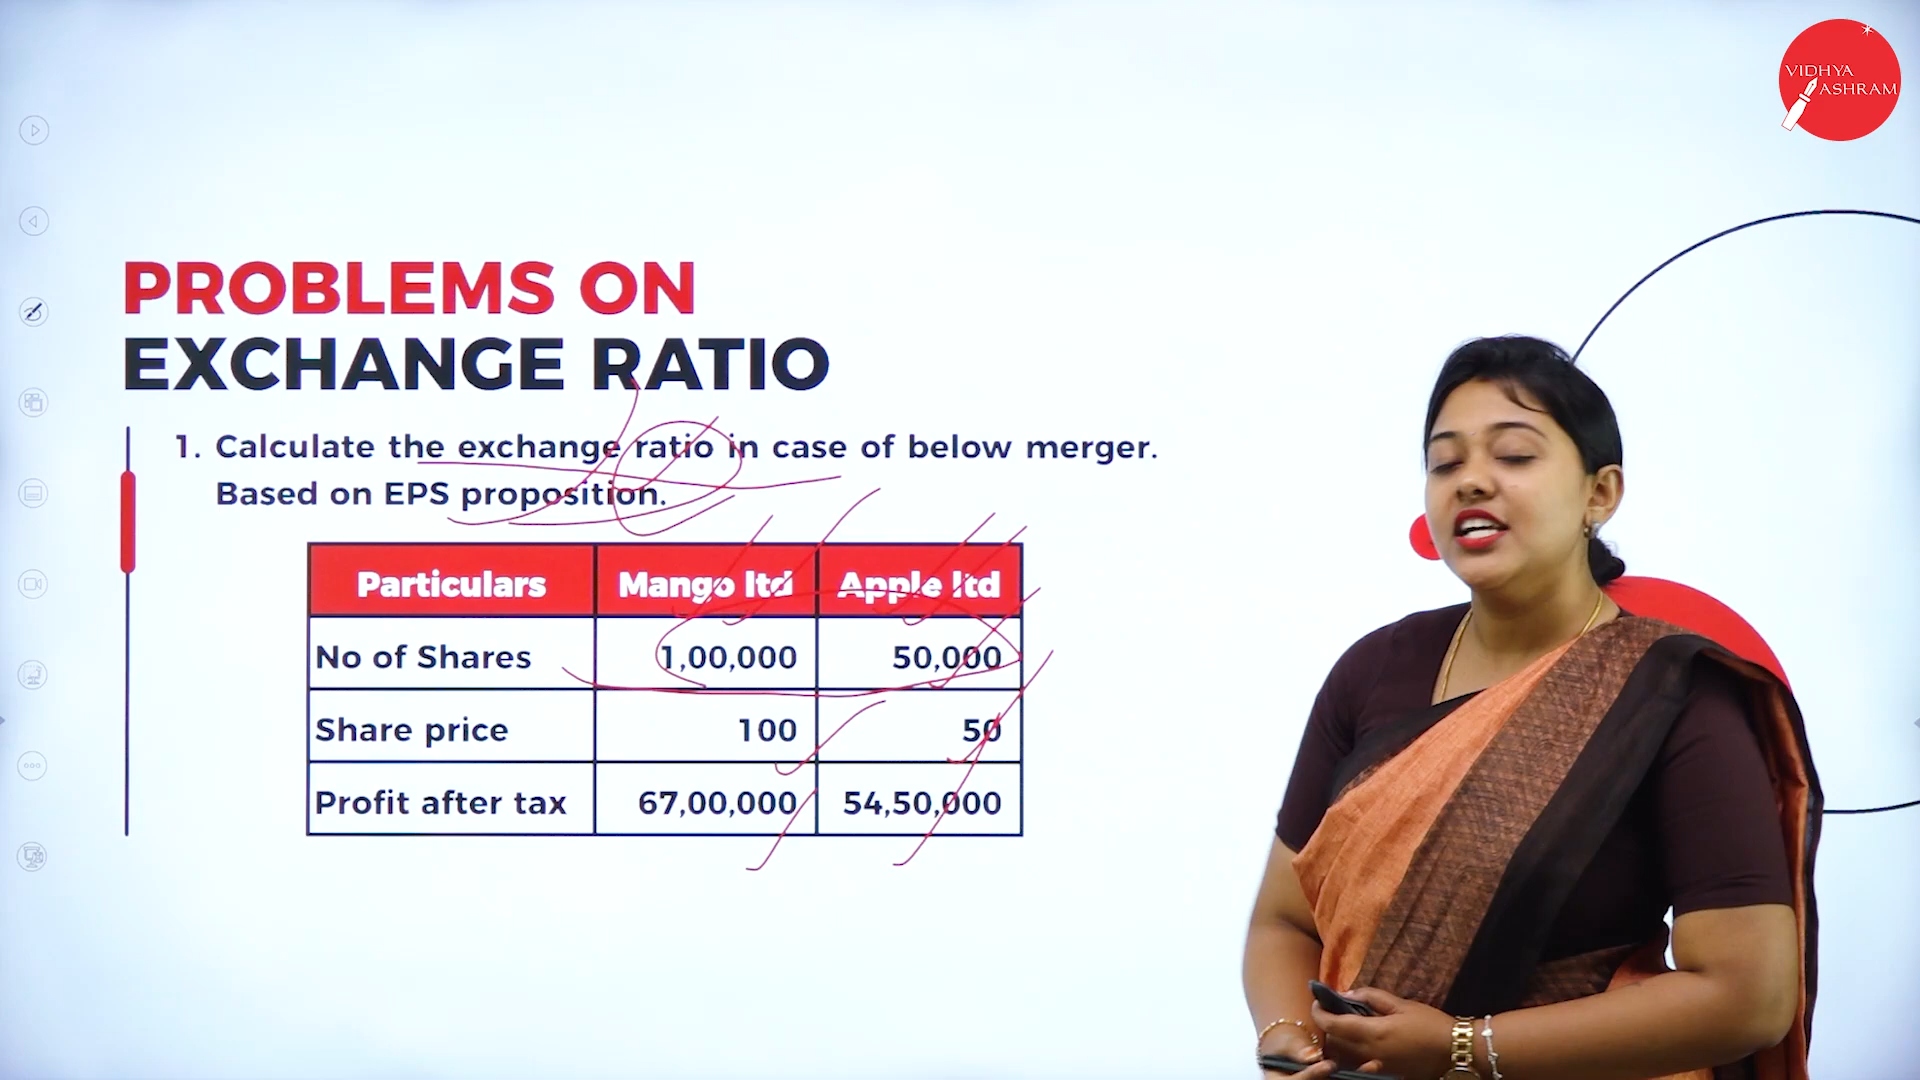 VIDHYA
ASHRAM
PROBLEMS ON
EXCHANGE RATIO
1. Calculate the exchange ratio in case of below merger.
Based on EPS proposition.
Particulars Mango ltd Apple ltd
No of Shares 1,00,000 50,000
Share price 100 50
Profit after tax 67,00,000 54,50,000